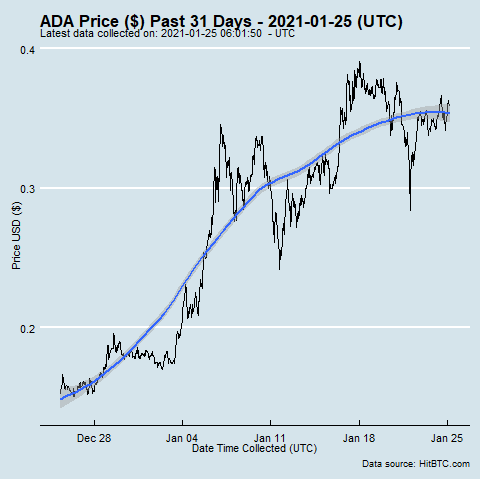 ADA Price ($) Past 31 Days - 2021-01-25 (UTC)
Latest data collected on: 2021-01-25 06:01:50 - UTC
0.4
0.3
0.2
Price USD ($)
Dec 28 Jan 04 Jan 11 Jan 18 Jan 25
Date Time Collected (UTC)
Data source: HitBTC.com